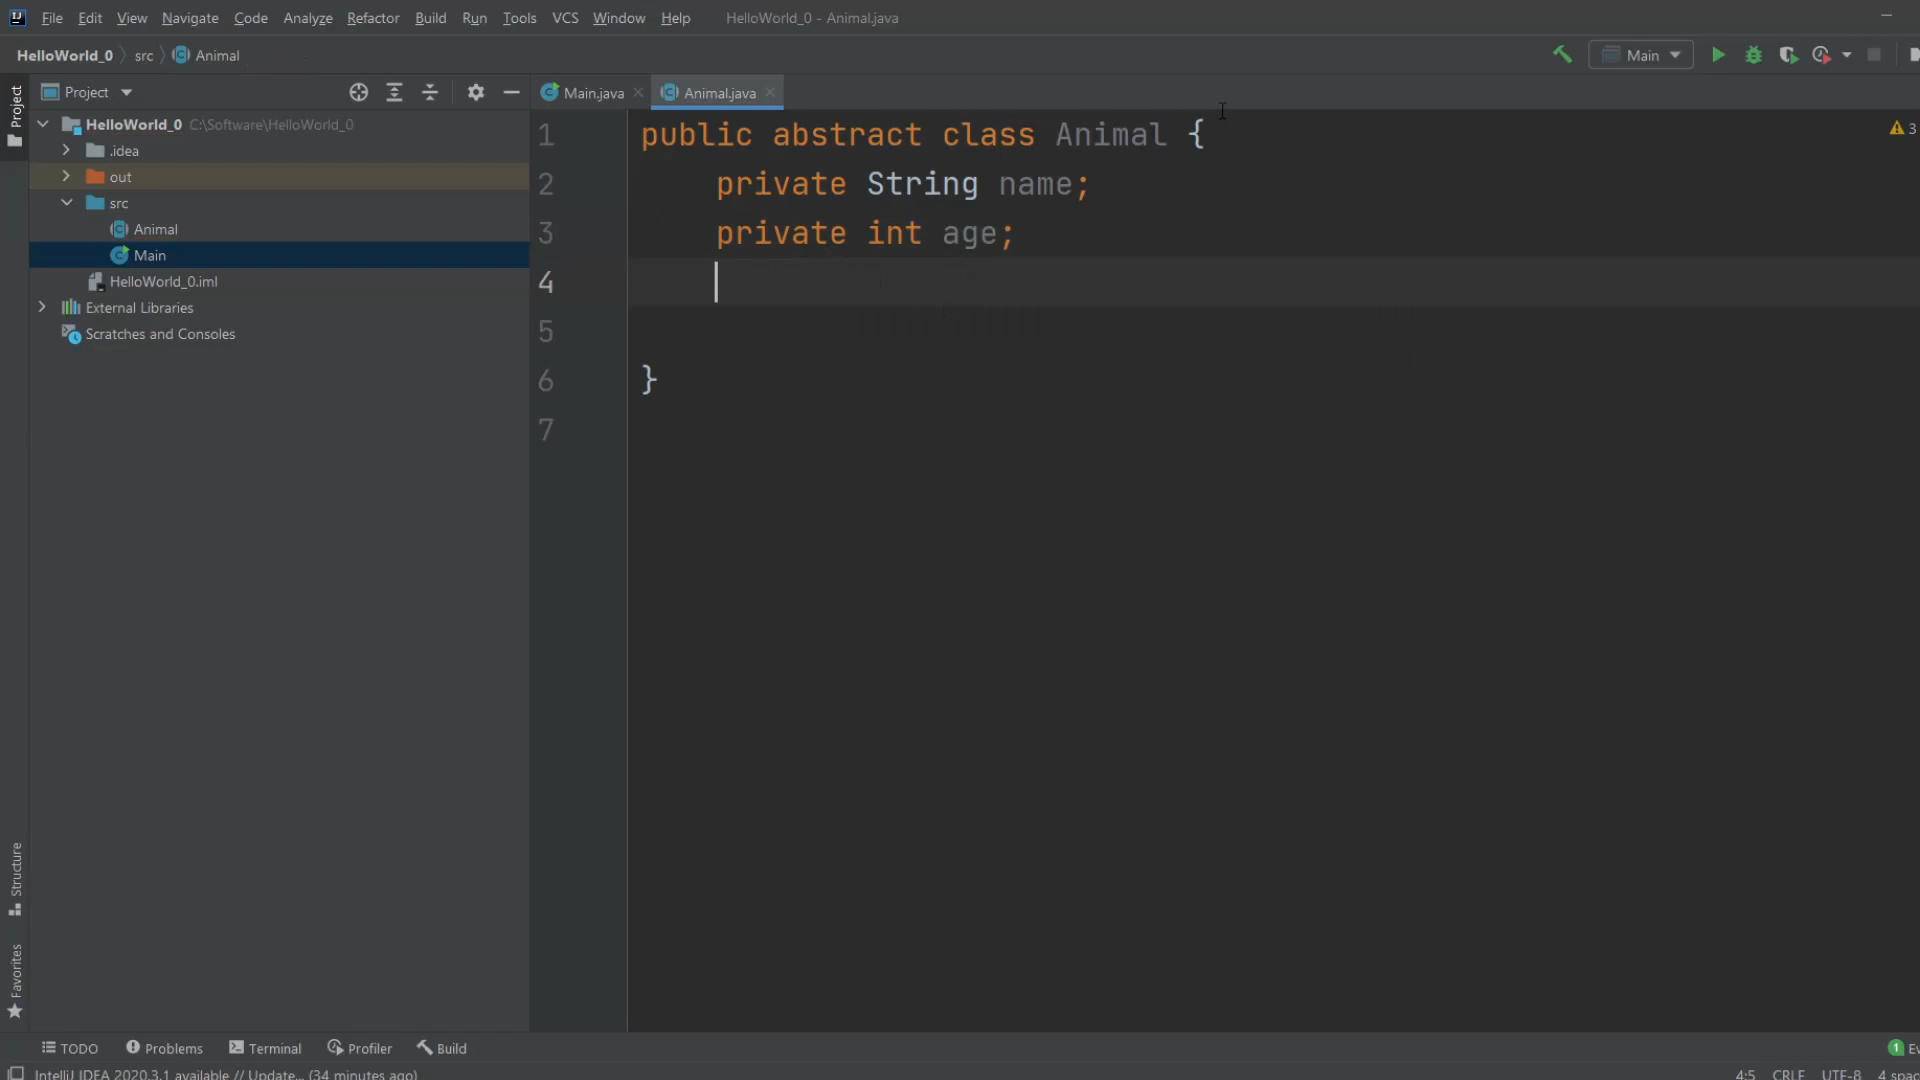 File Edit View Navigate Code Analyze Refactor Build Run Tools VCS Window Help HelloWorld_0 - Animal.java
HelloWorld_0 src Animal Main
Project
Project
HelloWorld_0 C:\Software\HelloWorld_0
.idea
out
src
Animal
Main
HelloWorld_0.iml
External Libraries
Scratches and Consoles
Main.java Animal.java
1 public abstract class Animal {
2 private String name;
3 private int age;
4
5
6 }
7
3
Structure
Favorites
TODO Problems Terminal Profiler Build 1
IntelliJ IDEA 2020.3.1 available // Update... (34 minutes ago) 4:5 CRLF UTF-8 4